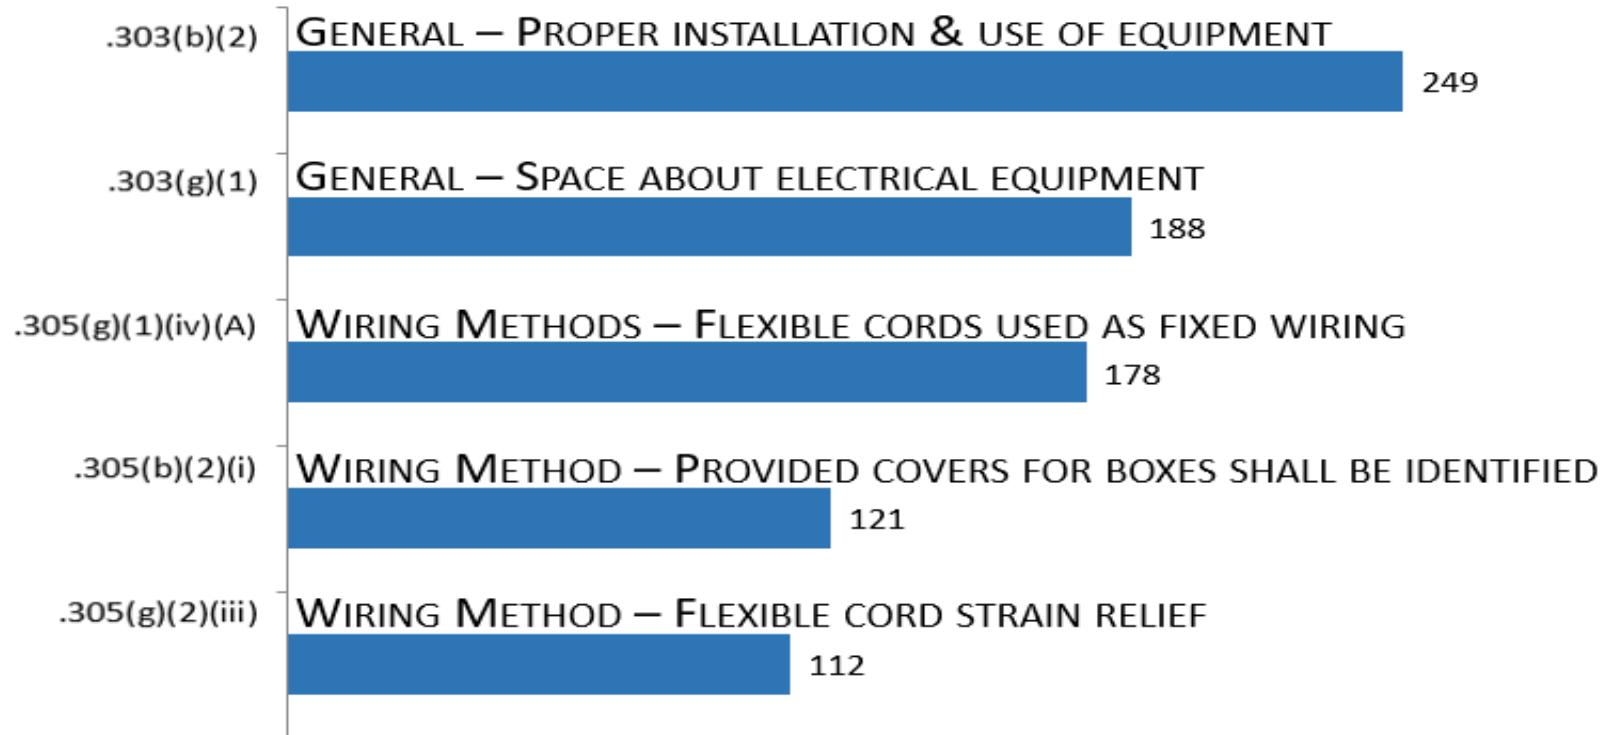 .303(b)(2) GENERAL – PROPER INSTALLATION & USE OF EQUIPMENT
249
.303(g)(1) GENERAL – SPACE ABOUT ELECTRICAL EQUIPMENT
188
.305(g)(1)(iv)(A) WIRING METHODS – FLEXIBLE CORDS USED AS FIXED WIRING
178
.305(b)(2)(i) WIRING METHOD – PROVIDED COVERS FOR BOXES SHALL BE IDENTIFIED
121
.305(g)(2)(iii) WIRING METHOD – FLEXIBLE CORD STRAIN RELIEF
112